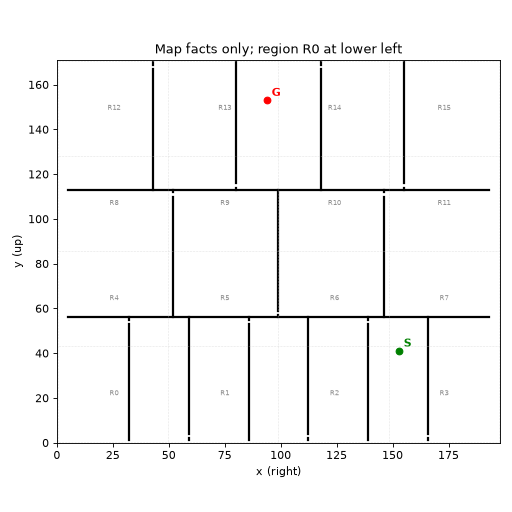 Map facts only; region R0 at lower left
G
R12 R13 R14 R15
R8 R9 R10 R11
R4 R5 R6 R7
S
R0 R1 R2 R3
y (up)
160
140
120
100
80
60
40
20
0
0 25 50 75 100 125 150 175
x (right)